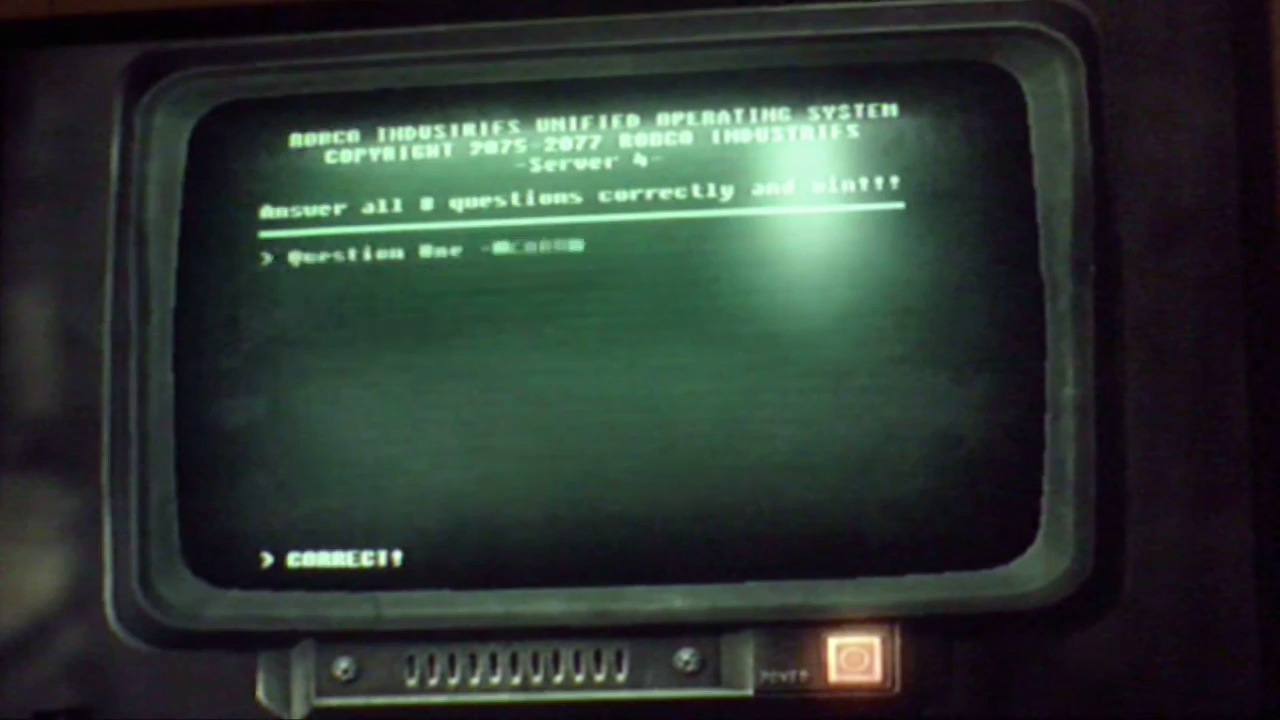 ROBCO INDUSTRIES UNIFIED OPERATING SYSTEM
COPYRIGHT 2075-2077 ROBCO INDUSTRIES
-Server 4-
Answer all 8 questions correctly and win!!!
> Question One -
> CORRECT!
POWER